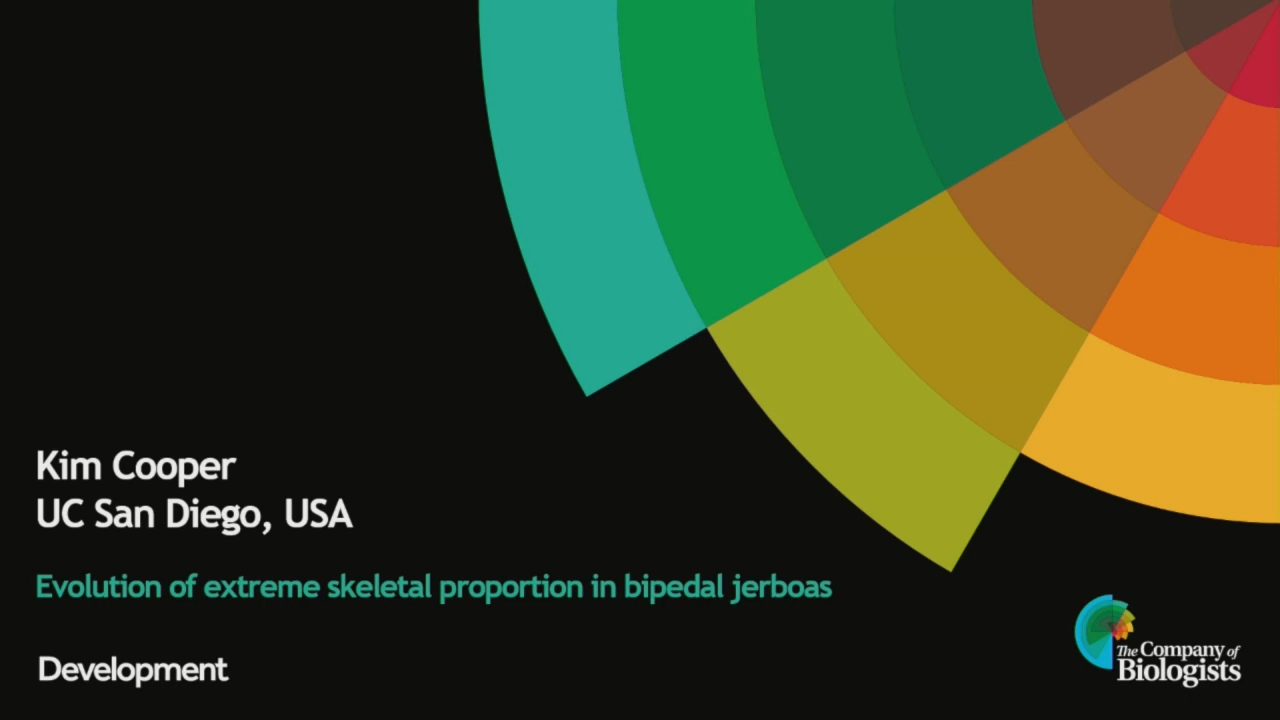 Kim Cooper
UC San Diego, USA
Evolution of extreme skeletal proportion in bipedal jerboas
Development
The Company of
Biologists